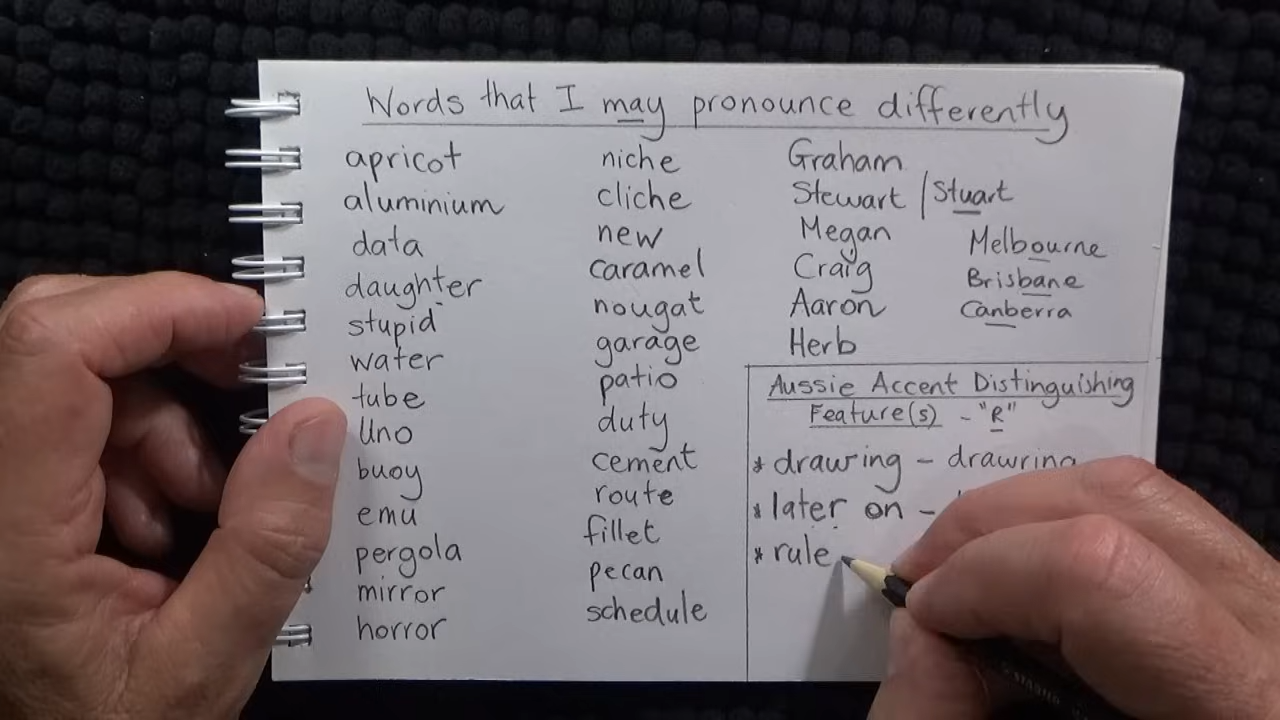 Words that I may pronounce differently
apricot
aluminium
data
daughter
stupid
water
tube
Uno
buoy
emu
pergola
mirror
horror
niche
cliche
new
caramel
nougat
garage
patio
duty
cement
route
fillet
pecan
schedule
Graham
Stewart / Stuart
Megan
Craig
Aaron
Herb
Melbourne
Brisbane
Canberra
Aussie Accent Distinguishing
Feature(s) - "R"
* drawing - drawring
* later on -
* rule